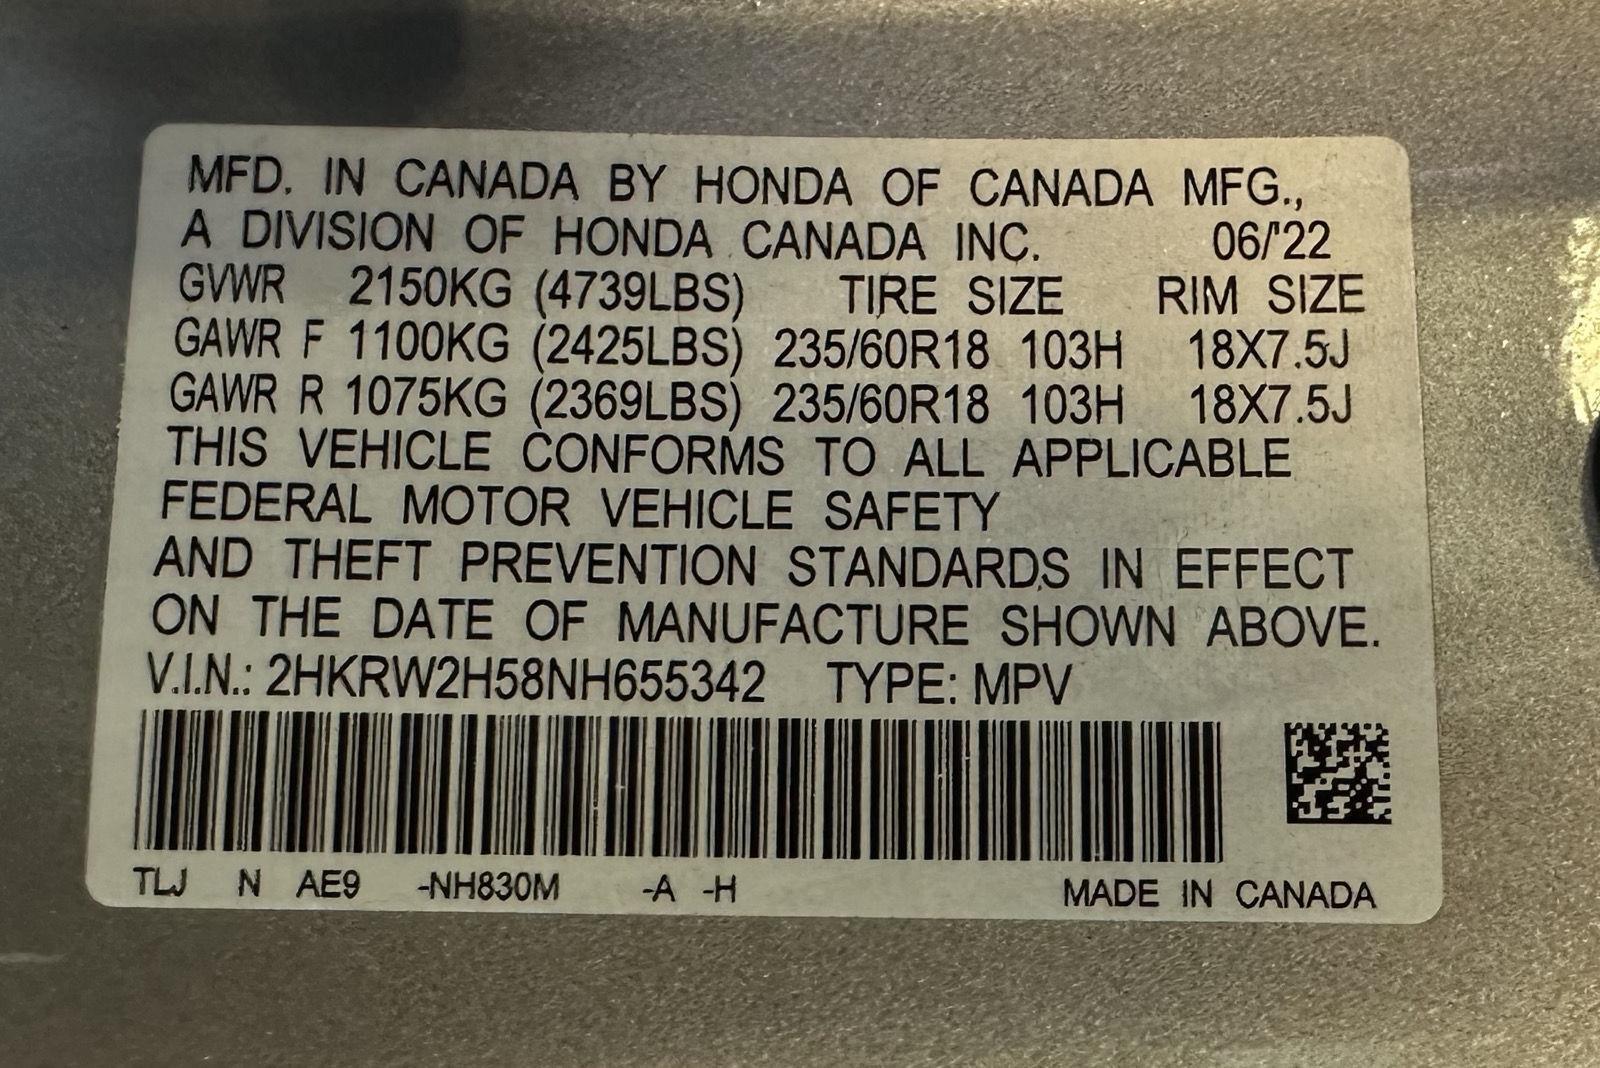 MFD. IN CANADA BY HONDA OF CANADA MFG.,
A DIVISION OF HONDA CANADA INC. 06/'22
GVWR 2150KG (4739LBS) TIRE SIZE RIM SIZE
GAWR F 1100KG (2425LBS) 235/60R18 103H 18X7.5J
GAWR R 1075KG (2369LBS) 235/60R18 103H 18X7.5J
THIS VEHICLE CONFORMS TO ALL APPLICABLE
FEDERAL MOTOR VEHICLE SAFETY
AND THEFT PREVENTION STANDARDS IN EFFECT
ON THE DATE OF MANUFACTURE SHOWN ABOVE.
V.I.N.: 2HKRW2H58NH655342 TYPE: MPV
TLJ N AE9 -NH830M -A -H MADE IN CANADA